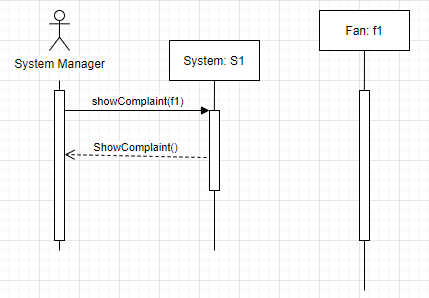 Fan: f1
System: S1
System Manager
showComplaint(f1)
ShowComplaint()